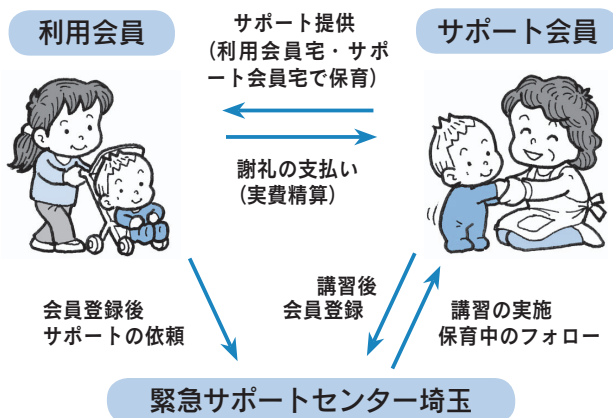 利用会員
サポート提供
(利用会員宅・サポ
ート会員宅で保育)
サポート会員
謝礼の支払い
(実費精算)
会員登録後
サポートの依頼
講習後
会員登録
講習の実施
保育中のフォロー
緊急サポートセンター埼玉